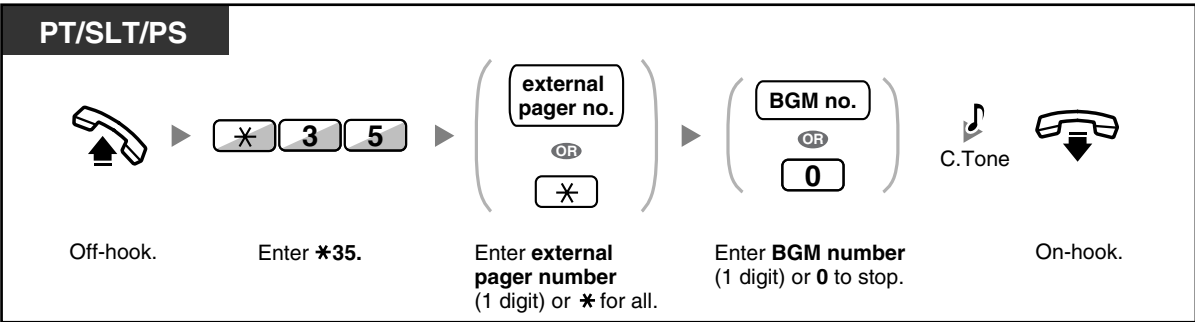 PT/SLT/PS
external
pager no.
OR
✻
✻ 3 5
BGM no.
OR
0
C.Tone
Off-hook.
Enter ✻35.
Enter external
pager number
(1 digit) or ✻ for all.
Enter BGM number
(1 digit) or 0 to stop.
On-hook.